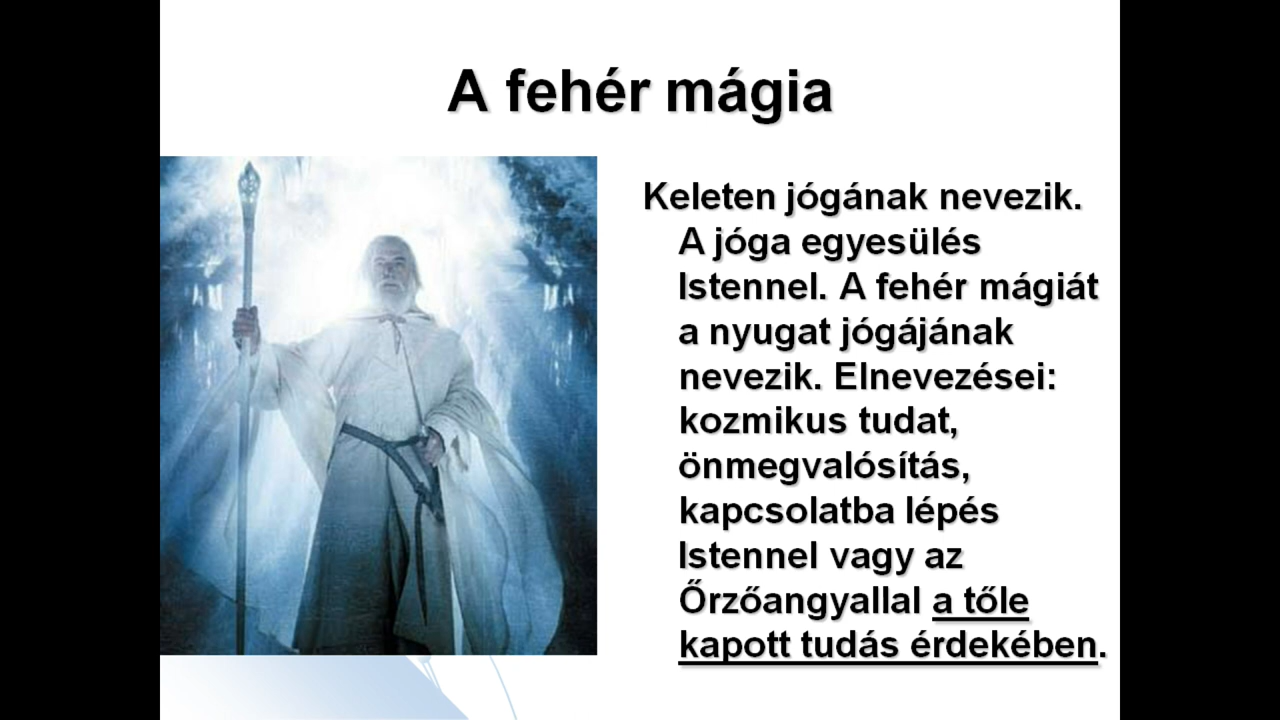 A fehér mágia
Keleten jógának nevezik.
A jóga egyesülés
Istennel. A fehér mágiát
a nyugat jógájának
nevezik. Elnevezései:
kozmikus tudat,
önmegvalósítás,
kapcsolatba lépés
Istennel vagy az
Őrzőangyallal a tőle
kapott tudás érdekében.